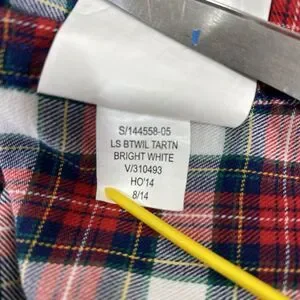 S/144558-05
LS BTWIL TARTN
BRIGHT WHITE
V/310493
HO'14
8/14